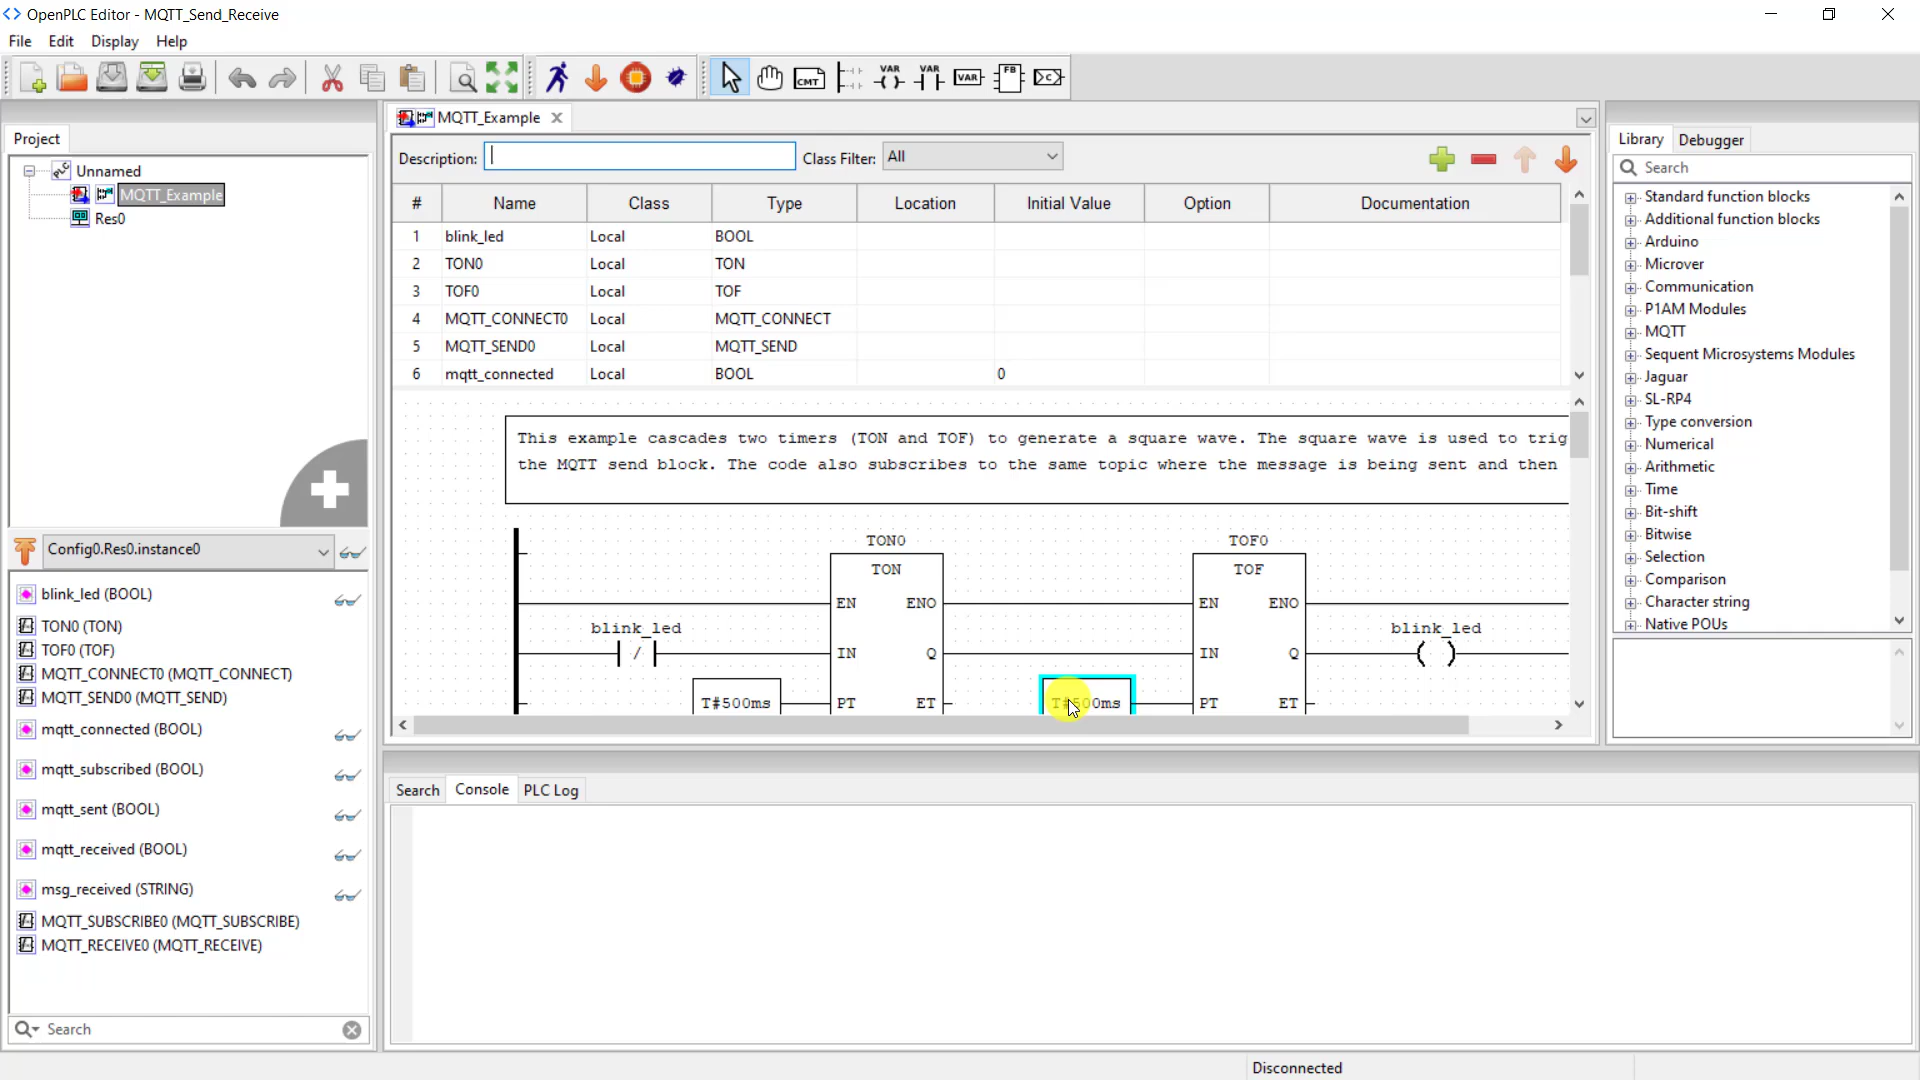 OpenPLC Editor - MQTT_Send_Receive
File Edit Display Help
CMT VAR VAR VAR FB C
Project
Unnamed
MQTT_Example
Res0
Config0.Res0.instance0
blink_led (BOOL)
TON0 (TON)
TOF0 (TOF)
MQTT_CONNECT0 (MQTT_CONNECT)
MQTT_SEND0 (MQTT_SEND)
mqtt_connected (BOOL)
mqtt_subscribed (BOOL)
mqtt_sent (BOOL)
mqtt_received (BOOL)
msg_received (STRING)
MQTT_SUBSCRIBE0 (MQTT_SUBSCRIBE)
MQTT_RECEIVE0 (MQTT_RECEIVE)
Search
MQTT_Example
Description: Class Filter: All
# Name Class Type Location Initial Value Option Documentation
1 blink_led Local BOOL
2 TON0 Local TON
3 TOF0 Local TOF
4 MQTT_CONNECT0 Local MQTT_CONNECT
5 MQTT_SEND0 Local MQTT_SEND
6 mqtt_connected Local BOOL 0
This example cascades two timers (TON and TOF) to generate a square wave. The square wave is used to trig
the MQTT send block. The code also subscribes to the same topic where the message is being sent and then
TON0 TOF0
TON TOF
EN ENO EN ENO
blink_led blink_led
IN Q IN Q
T#500ms PT ET T#500ms PT ET
Search Console PLC Log
Library Debugger
Search
Standard function blocks
Additional function blocks
Arduino
Microver
Communication
P1AM Modules
MQTT
Sequent Microsystems Modules
Jaguar
SL-RP4
Type conversion
Numerical
Arithmetic
Time
Bit-shift
Bitwise
Selection
Comparison
Character string
Native POUs
Disconnected